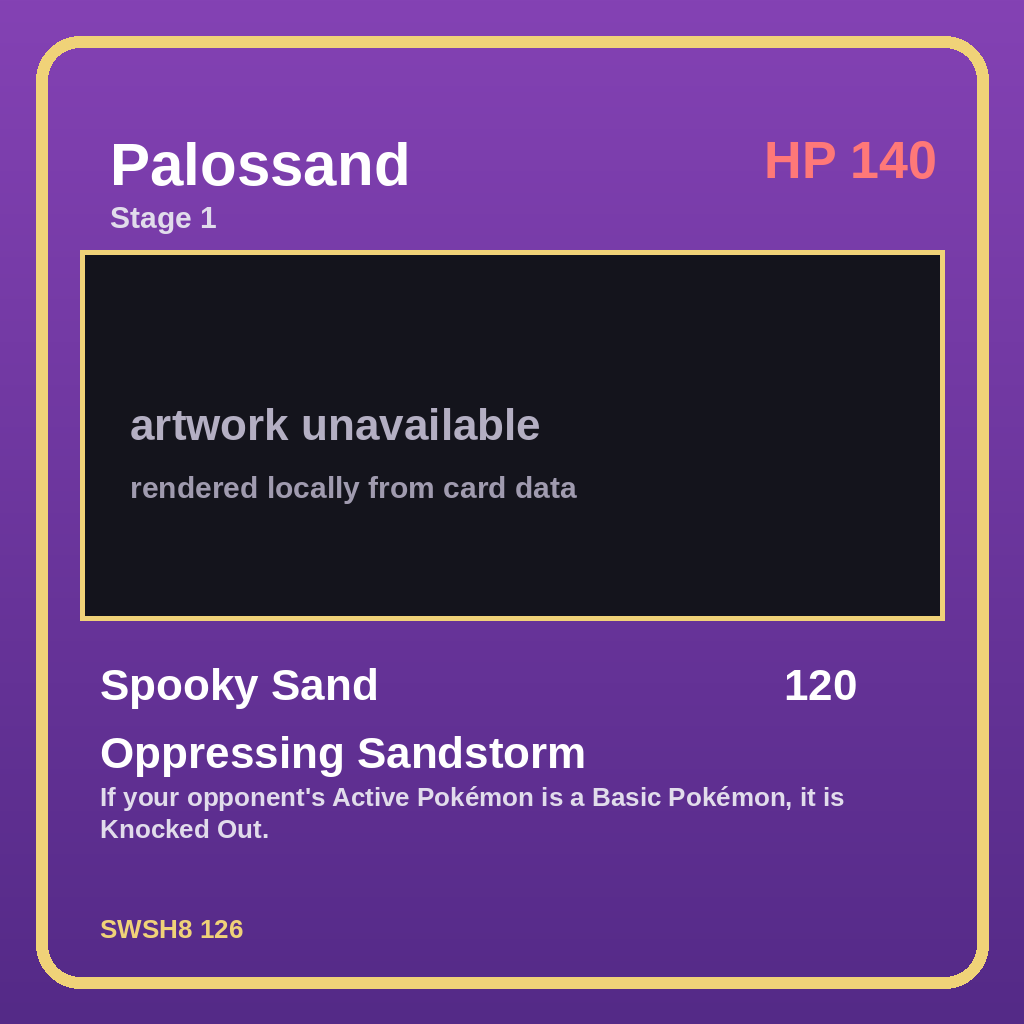 Palossand
HP 140
Stage 1
artwork unavailable
rendered locally from card data
Spooky Sand 120
Oppressing Sandstorm
If your opponent's Active Pokémon is a Basic Pokémon, it is
Knocked Out.
SWSH8 126